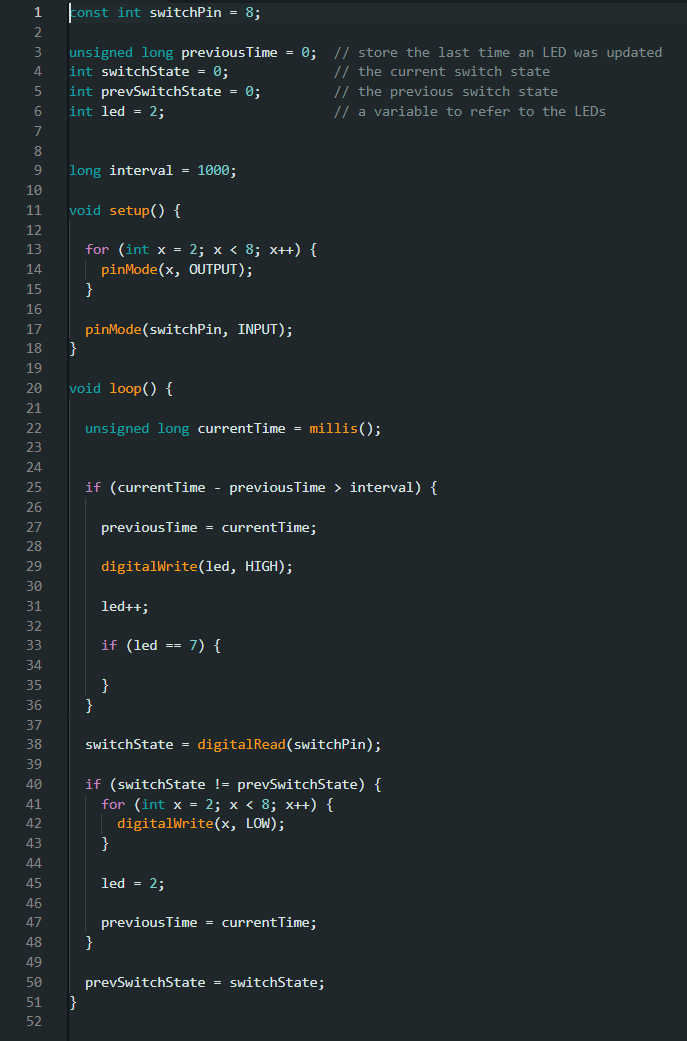 1 const int switchPin = 8;
2
3 unsigned long previousTime = 0;  // store the last time an LED was updated
4 int switchState = 0;             // the current switch state
5 int prevSwitchState = 0;         // the previous switch state
6 int led = 2;                     // a variable to refer to the LEDs
7
8
9 long interval = 1000;
10
11 void setup() {
12
13   for (int x = 2; x < 8; x++) {
14     pinMode(x, OUTPUT);
15   }
16
17   pinMode(switchPin, INPUT);
18 }
19
20 void loop() {
21
22   unsigned long currentTime = millis();
23
24
25   if (currentTime - previousTime > interval) {
26
27     previousTime = currentTime;
28
29     digitalWrite(led, HIGH);
30
31     led++;
32
33     if (led == 7) {
34
35     }
36   }
37
38   switchState = digitalRead(switchPin);
39
40   if (switchState != prevSwitchState) {
41     for (int x = 2; x < 8; x++) {
42       digitalWrite(x, LOW);
43     }
44
45     led = 2;
46
47     previousTime = currentTime;
48   }
49
50   prevSwitchState = switchState;
51 }
52